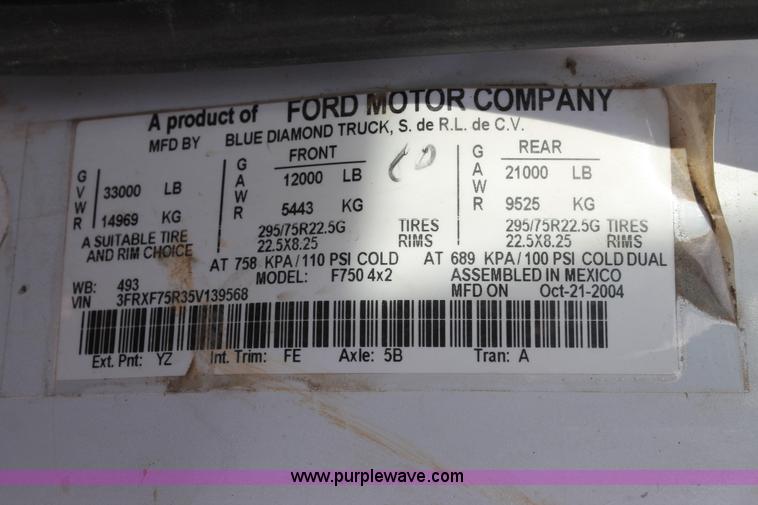 A product of FORD MOTOR COMPANY
MFD BY BLUE DIAMOND TRUCK, S. de R.L. de C.V.
GVWR 33000 LB
14969 KG
FRONT
GAWR 12000 LB
5443 KG
REAR
GAWR 21000 LB
9525 KG
A SUITABLE TIRE
AND RIM CHOICE
295/75R22.5G TIRES
22.5X8.25 RIMS
295/75R22.5G TIRES
22.5X8.25 RIMS
AT 758 KPA/110 PSI COLD AT 689 KPA/100 PSI COLD DUAL
WB: 493 MODEL: F750 4x2 ASSEMBLED IN MEXICO
VIN 3FRXF75R35V139568 MFD ON Oct-21-2004
Ext. Pnt: YZ Int. Trim: FE Axle: 5B Tran: A
www.purplewave.com